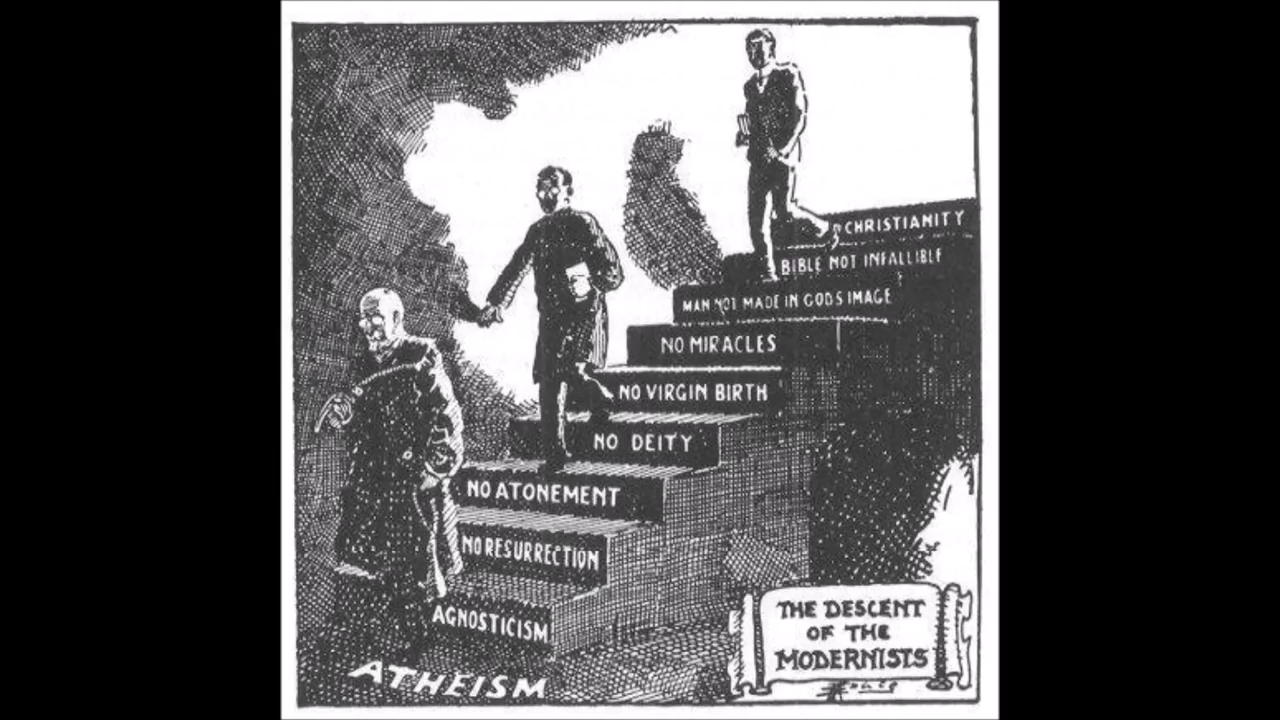 CHRISTIANITY
BIBLE NOT INFALLIBLE
MAN NOT MADE IN GODS IMAGE
NO MIRACLES
NO VIRGIN BIRTH
NO DEITY
NO ATONEMENT
NO RESURRECTION
AGNOSTICISM
ATHEISM
THE DESCENT
OF THE
MODERNISTS